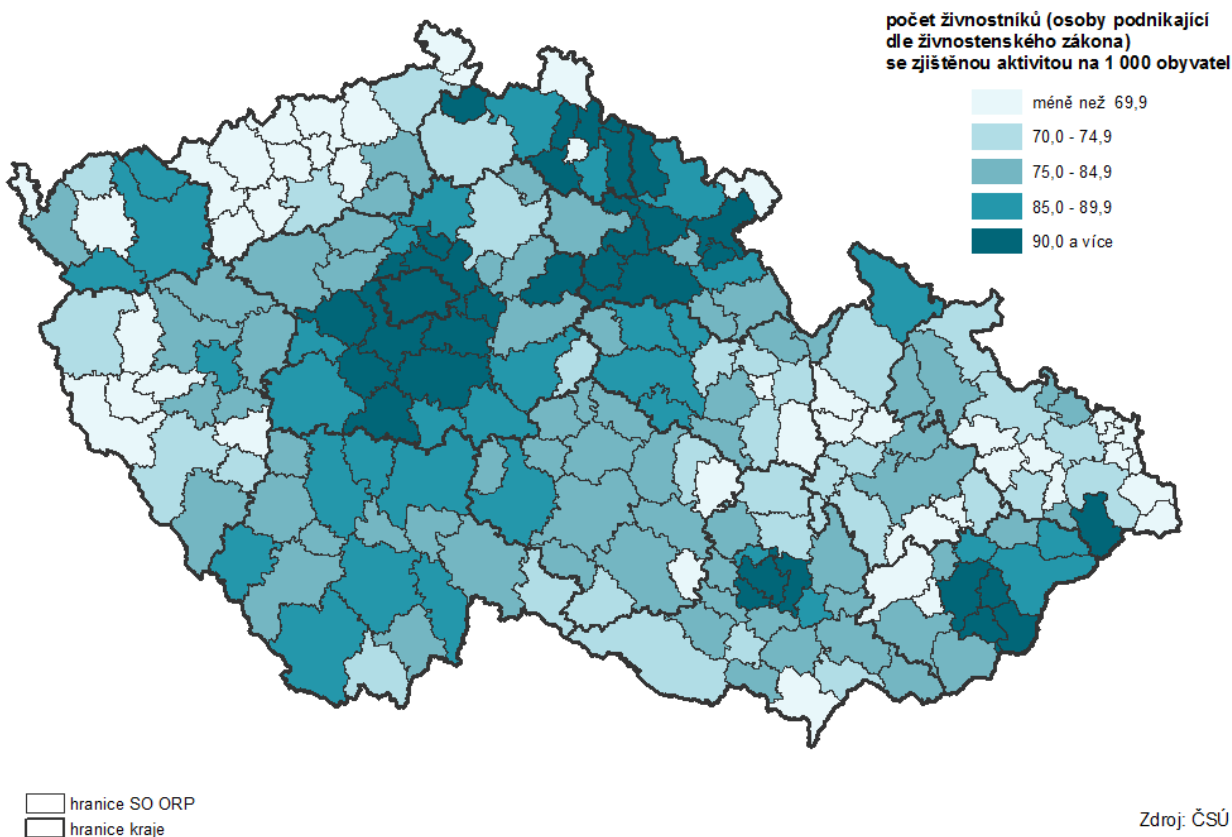 počet živnostníků (osoby podnikající
dle živnostenského zákona)
se zjištěnou aktivitou na 1 000 obyvatel
méně než 69,9
70,0 - 74,9
75,0 - 84,9
85,0 - 89,9
90,0 a více
hranice SO ORP
hranice kraje
Zdroj: ČSÚ